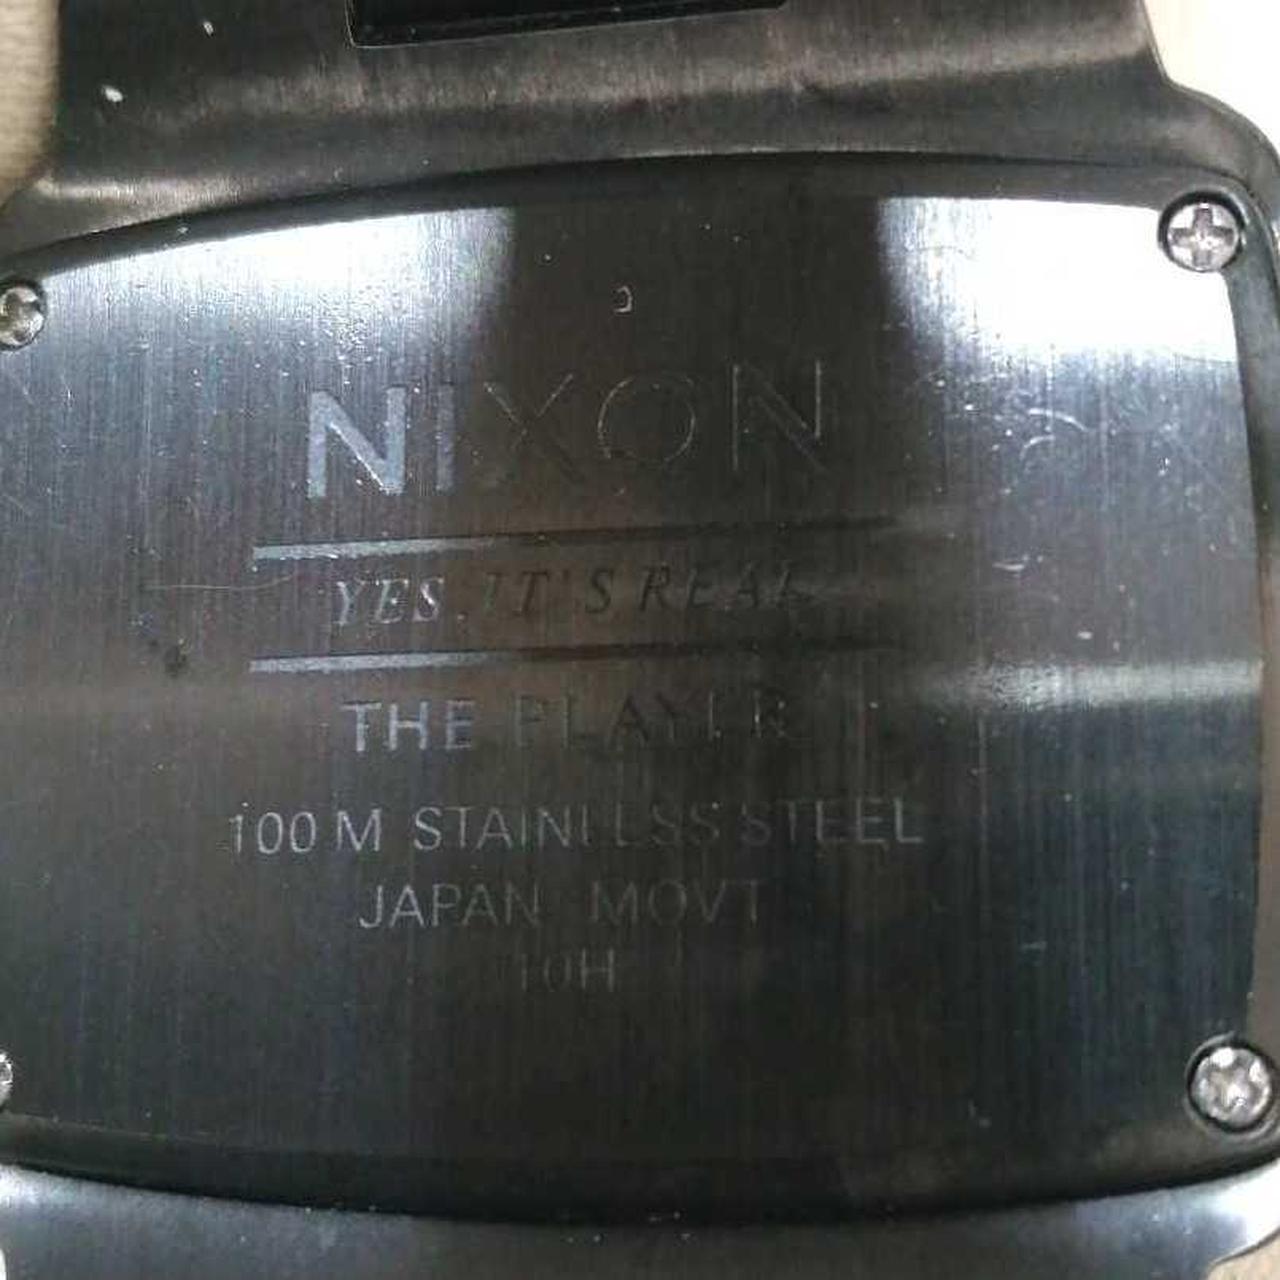 NIXON
YES. IT'S REAL
THE PLAYER
100 M STAINLESS STEEL
JAPAN MOVT
10H